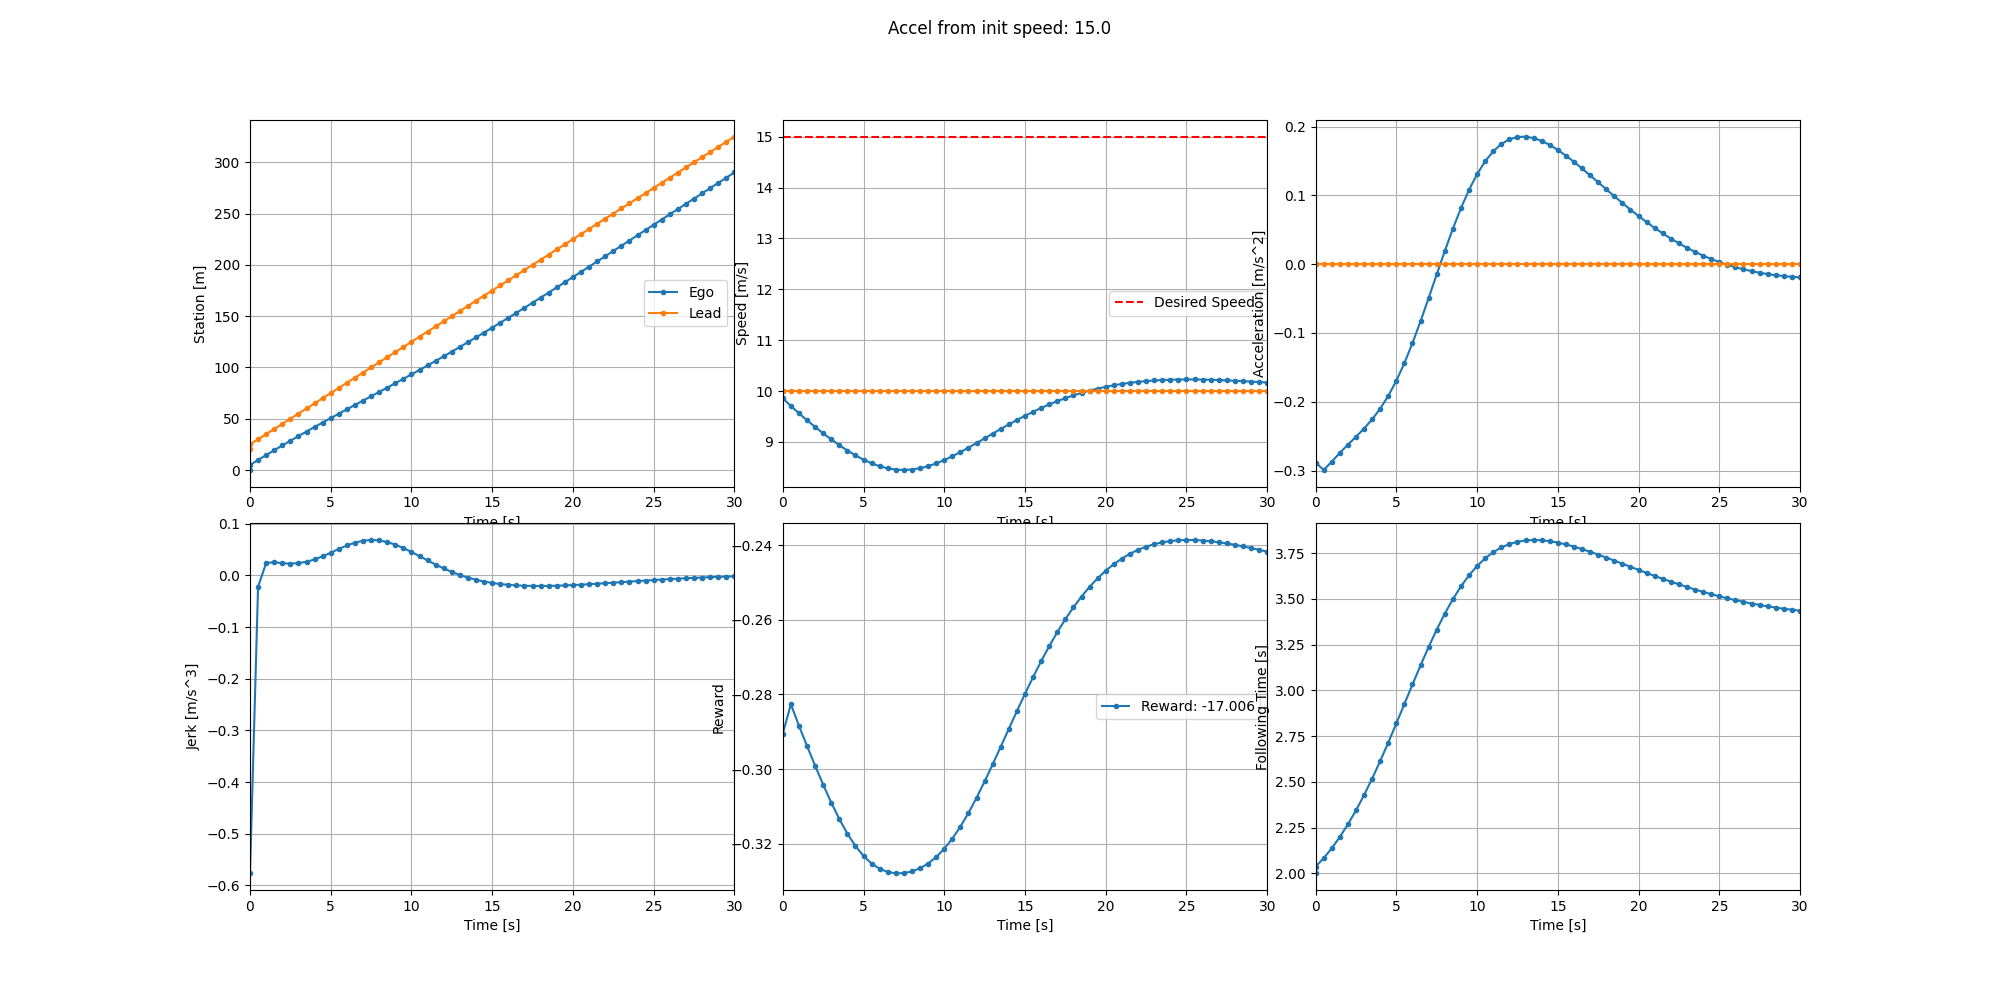 Accel from init speed: 15.0
Station [m]
300
250
200
150
100
50
0
0 5 10 15 20 25 30
Time [s]
Ego
Lead
Speed [m/s]
15
14
13
12
11
10
9
0 5 10 15 20 25 30
Time [s]
Desired Speed
Acceleration [m/s^2]
0.2
0.1
0.0
−0.1
−0.2
−0.3
0 5 10 15 20 25 30
Time [s]
Jerk [m/s^3]
0.1
0.0
−0.1
−0.2
−0.3
−0.4
−0.5
−0.6
0 5 10 15 20 25 30
Time [s]
Reward
−0.24
−0.26
−0.28
−0.30
−0.32
0 5 10 15 20 25 30
Time [s]
Reward: -17.006
Following Time [s]
3.75
3.50
3.25
3.00
2.75
2.50
2.25
2.00
0 5 10 15 20 25 30
Time [s]